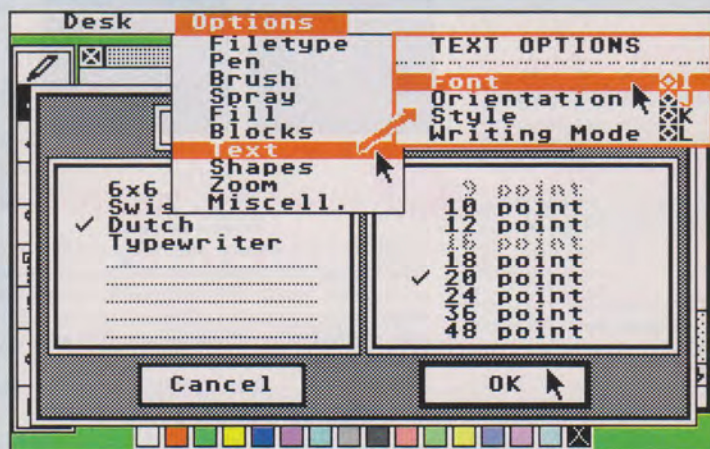 Desk Options
Filetype
Pen
Brush
Spray
Fill
Blocks
Text
Shapes
Zoom
Miscell.
TEXT OPTIONS
Font I
Orientation J
Style K
Writing Mode L
6x6
Swis
Dutch
Typewriter
9 point
10 point
12 point
16 point
18 point
20 point
24 point
36 point
48 point
Cancel
OK